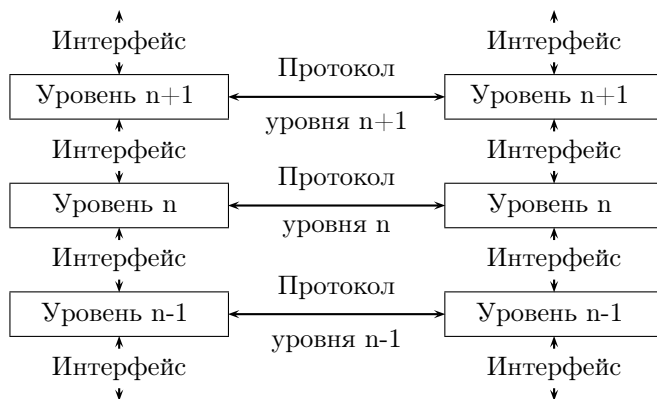 Интерфейс Интерфейс
Протокол
Уровень n+1 Уровень n+1
уровня n+1
Интерфейс Интерфейс
Протокол
Уровень n Уровень n
уровня n
Интерфейс Интерфейс
Протокол
Уровень n-1 Уровень n-1
уровня n-1
Интерфейс Интерфейс